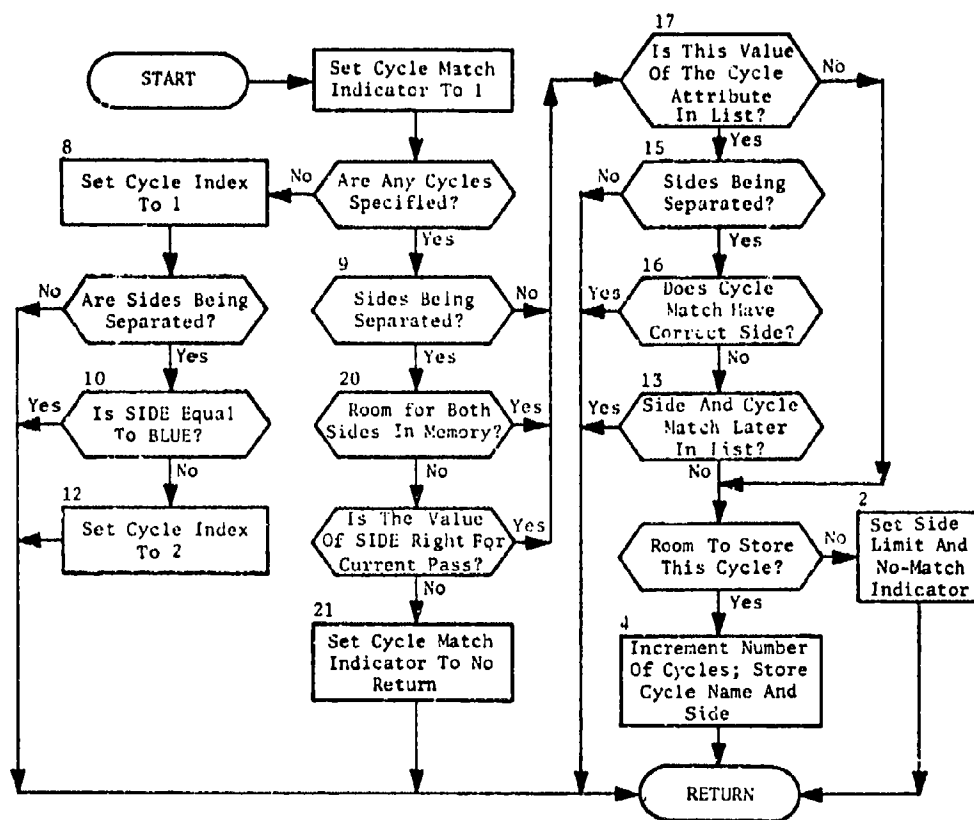 START
Set Cycle Match
Indicator To 1
Are Any Cycles
Specified?
No
Yes
8
Set Cycle Index
To 1
Are Sides Being
Separated?
No
Yes
10
Is SIDE Equal
To BLUE?
Yes
No
12
Set Cycle Index
To 2
9
Sides Being
Separated?
No
Yes
20
Room for Both
Sides In Memory?
Yes
No
Is The Value
Of SIDE Right For
Current Pass?
Yes
No
21
Set Cycle Match
Indicator To No
Return
17
Is This Value
Of The Cycle
Attribute
In List?
No
Yes
15
Sides Being
Separated?
No
Yes
16
Does Cycle
Match Have
Correct Side?
Yes
No
13
Side And Cycle
Match Later
In List?
Yes
No
Room To Store
This Cycle?
No
Yes
2
Set Side
Limit And
No-Match
Indicator
4
Increment Number
Of Cycles; Store
Cycle Name And
Side
RETURN